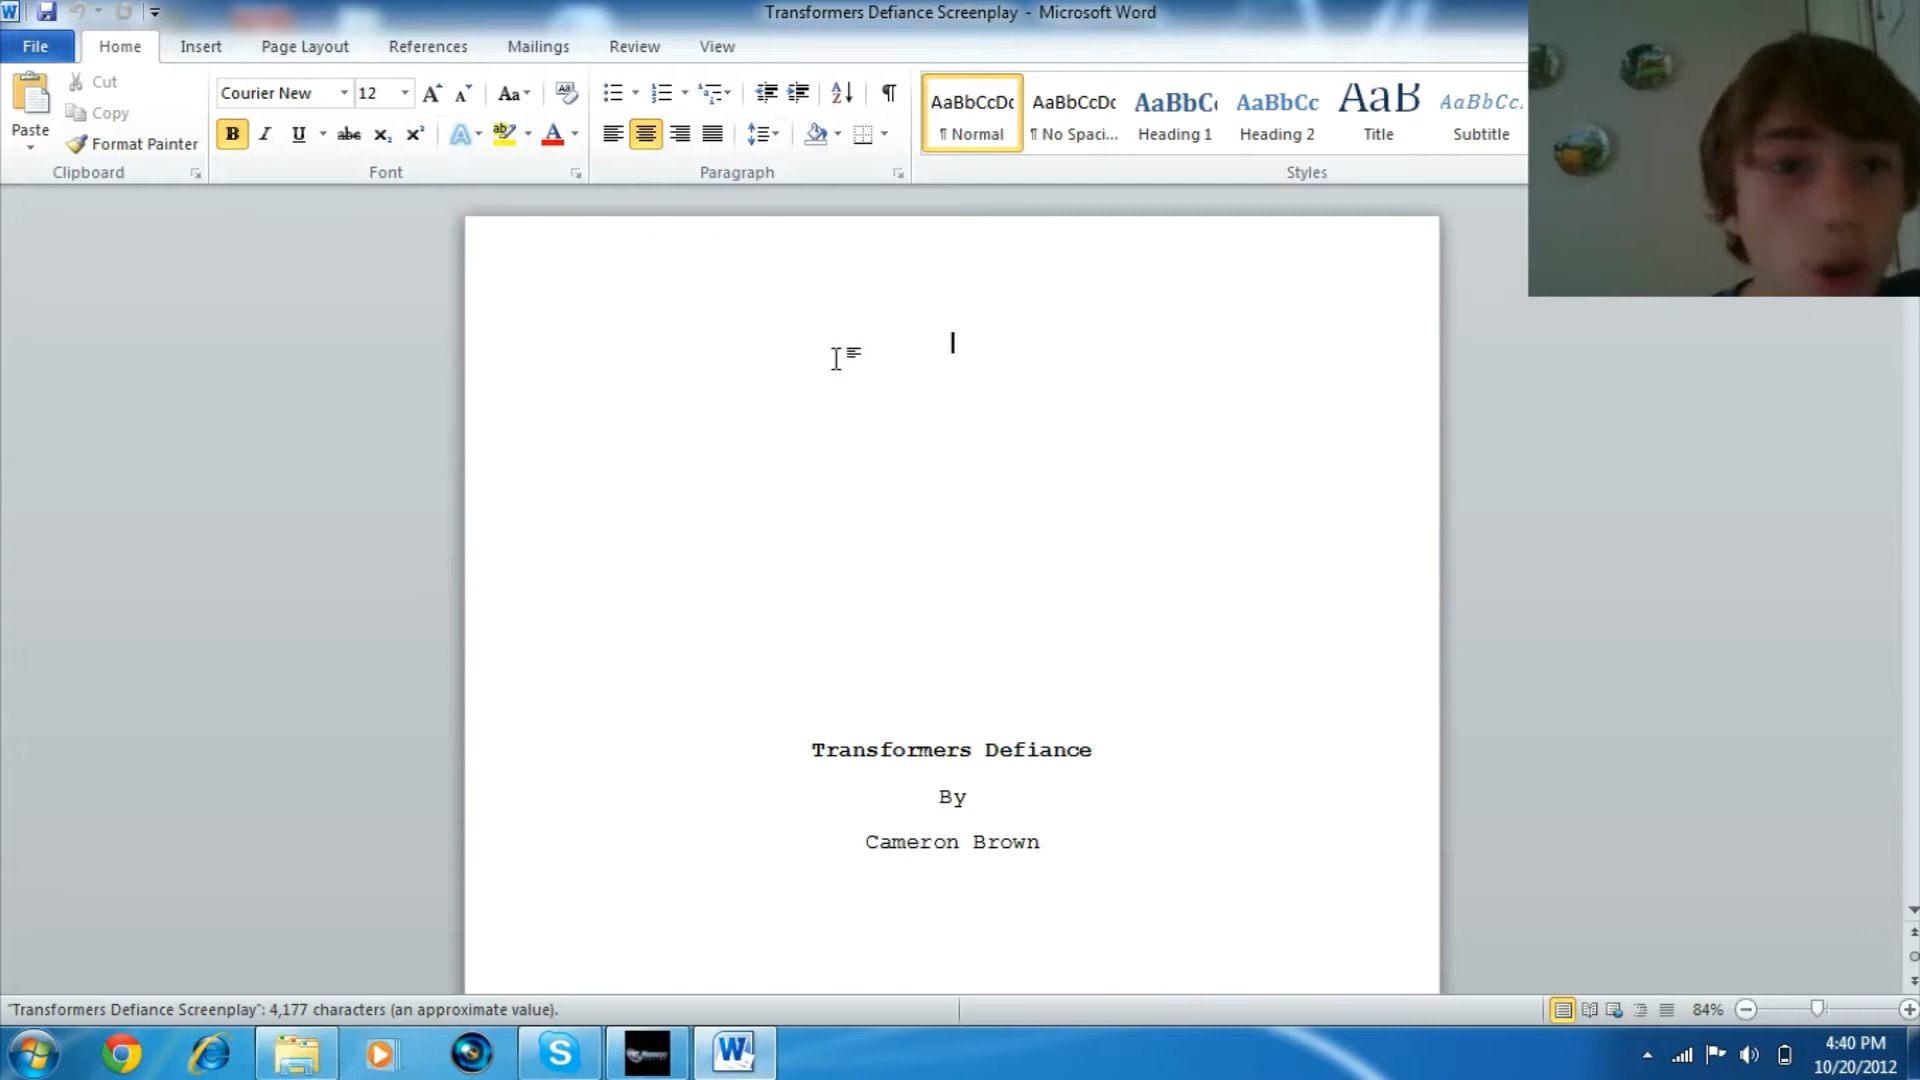 Transformers Defiance Screenplay - Microsoft Word
File Home Insert Page Layout References Mailings Review View
Paste
Cut
Copy
Format Painter
Clipboard
Courier New 12
Font
Paragraph
AaBbCcDc AaBbCcDc AaBbC AaBbCc AaB AaBbCc.
¶ Normal ¶ No Spaci... Heading 1 Heading 2 Title Subtitle
Styles
Transformers Defiance
By
Cameron Brown
"Transformers Defiance Screenplay": 4,177 characters (an approximate value).
84%
4:40 PM
10/20/2012